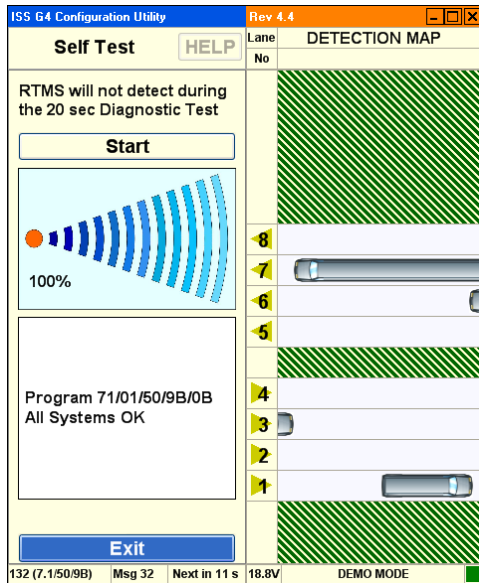 ISS G4 Configuration Utility
Rev 4.4
Self Test
HELP
Lane
No
DETECTION MAP
RTMS will not detect during
the 20 sec Diagnostic Test
Start
100%
8
7
6
5
4
3
2
1
Program 71/01/50/9B/0B
All Systems OK
Exit
132 (7.1/50/9B)
Msg 32
Next in 11 s
18.8V
DEMO MODE